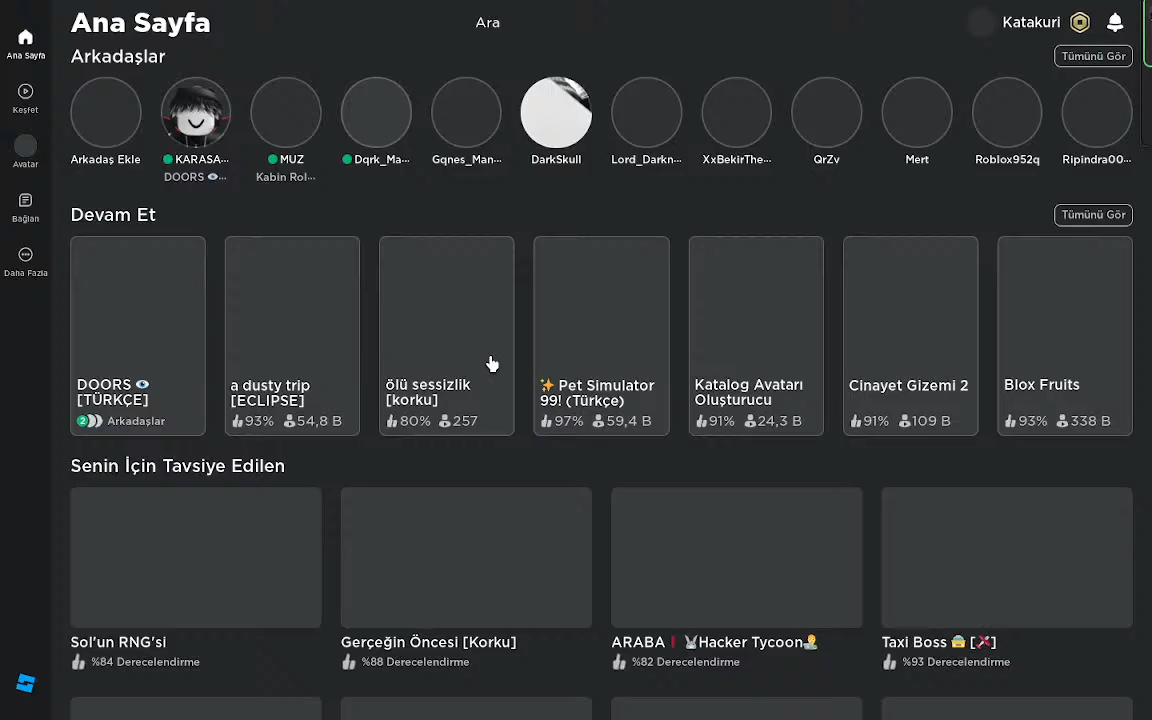 Ana Sayfa
Ara
Katakuri
Ana Sayfa
Keşfet
Avatar
Bağlan
Daha Fazla
Arkadaşlar
Tümünü Gör
Arkadaş Ekle
KARASA...
DOORS 👁...
MUZ
Kabin Rol...
Dqrk_Ma...
Gqnes_Man...
DarkSkull
Lord_Darkn...
XxBekirThe...
QrZv
Mert
Roblox952q
Ripindra00...
Devam Et
Tümünü Gör
DOORS 👁
[TÜRKÇE]
2 Arkadaşlar
a dusty trip
[ECLIPSE]
93% 54,8 B
ölü sessizlik
[korku]
80% 257
✨ Pet Simulator
99! (Türkçe)
97% 59,4 B
Katalog Avatarı
Oluşturucu
91% 24,3 B
Cinayet Gizemi 2
91% 109 B
Blox Fruits
93% 338 B
Senin İçin Tavsiye Edilen
Sol'un RNG'si
%84 Derecelendirme
Gerçeğin Öncesi [Korku]
%88 Derecelendirme
ARABA❗🐰Hacker Tycoon👨‍💼
%82 Derecelendirme
Taxi Boss 🚖 [✖]
%93 Derecelendirme